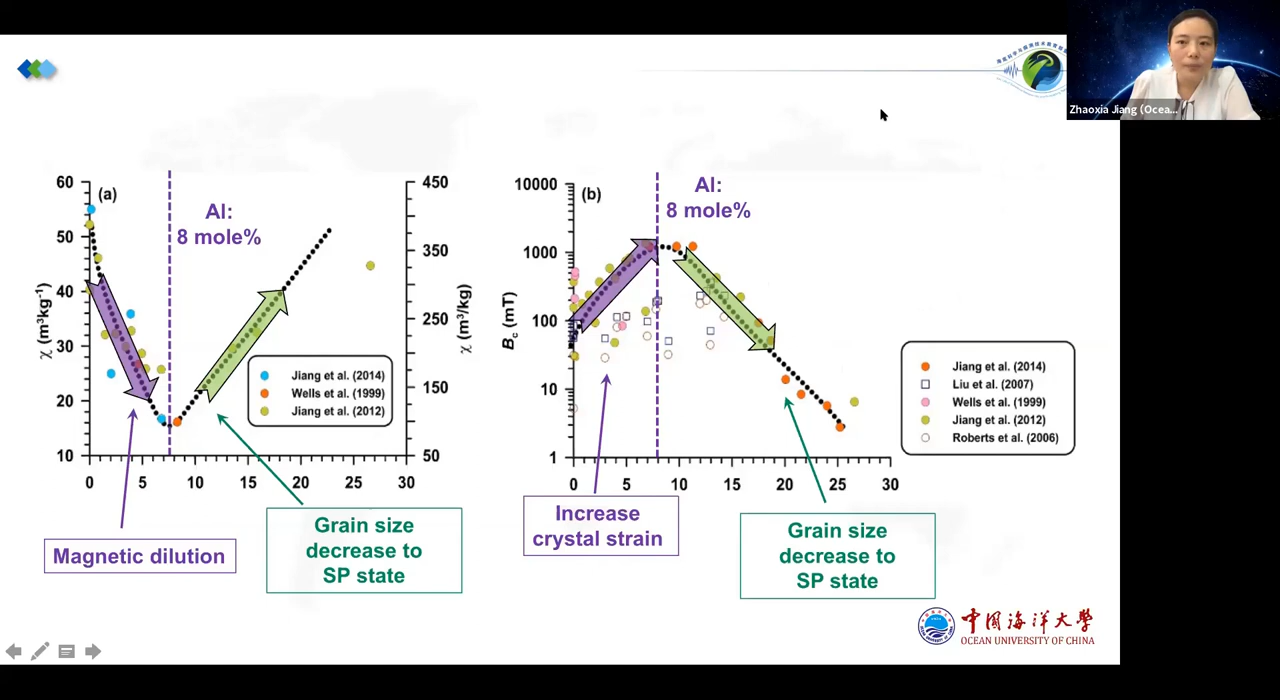 Zhaoxia Jiang (Ocea...
(a)
Al:
8 mole%
60
50
40
30
20
10
χ (m³kg⁻¹)
450
350
250
150
50
χ (m³/kg)
0 5 10 15 20 25 30
Jiang et al. (2014)
Wells et al. (1999)
Jiang et al. (2012)
Magnetic dilution
Grain size
decrease to
SP state
(b)
Al:
8 mole%
10000
1000
100
10
1
Bc (mT)
0 5 10 15 20 25 30
Jiang et al. (2014)
Liu et al. (2007)
Wells et al. (1999)
Jiang et al. (2012)
Roberts et al. (2006)
Increase
crystal strain
Grain size
decrease to
SP state
中国海洋大學
OCEAN UNIVERSITY OF CHINA